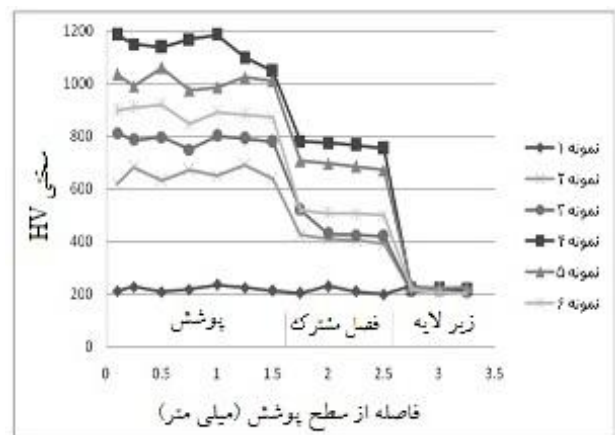 سختی HV
1200
1000
800
600
400
200
0
پوشش
فصل مشترک
زیر لایه
0 0.5 1 1.5 2 2.5 3 3.5
فاصله از سطح پوشش (میلی متر)
نمونه ۱
نمونه ۲
نمونه ۳
نمونه ۴
نمونه ۵
نمونه ۶